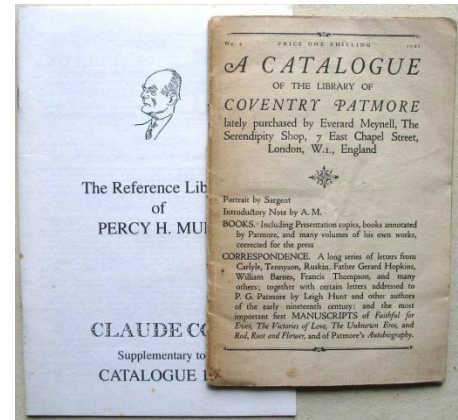 The Reference Lib
of
PERCY H. MU
CLAUDE CO
Supplementary to
CATALOGUE 1
No. 4 PRICE ONE SHILLING 1921
A CATALOGUE
OF THE LIBRARY OF
COVENTRY PATMORE
lately purchased by Everard Meynell, The
Serendipity Shop, 7 East Chapel Street,
London, W.1., England
Portrait by Sargent
Introductory Note by A. M.
BOOKS. Including Presentation copies, books annotated
by Patmore, and many volumes of his own works,
corrected for the press
CORRESPONDENCE. A long series of letters from
Carlyle, Tennyson, Ruskin, Father Gerard Hopkins,
William Barnes, Francis Thompson, and many
others; together with certain letters addressed to
P. G. Patmore by Leigh Hunt and other authors
of the early nineteenth century: and the most
important first MANUSCRIPTS of Faithful for
Ever, The Victories of Love, The Unknown Eros, and
Rod, Root and Flower, and of Patmore's Autobiography.